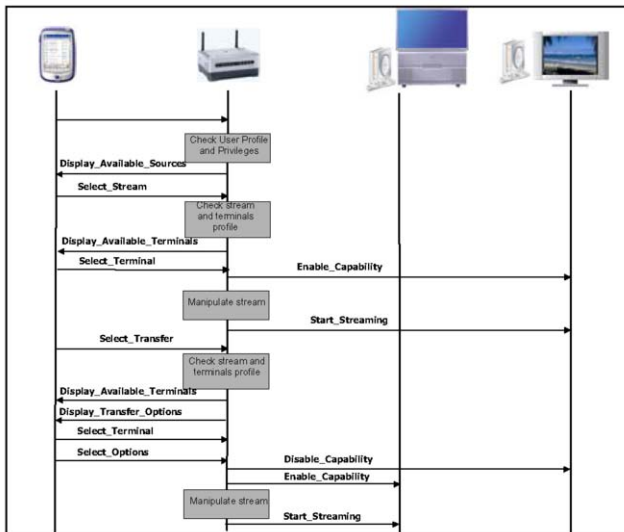 Check User Profile
and Privileges
Display_Available_Sources
Select_Stream
Check stream
and terminals
profile
Display_Available_Terminals
Select_Terminal
Enable_Capability
Manipulate stream
Start_Streaming
Select_Transfer
Check stream and
terminals profile
Display_Available_Terminals
Display_Transfer_Options
Select_Terminal
Select_Options
Disable_Capability
Enable_Capability
Manipulate stream
Start_Streaming